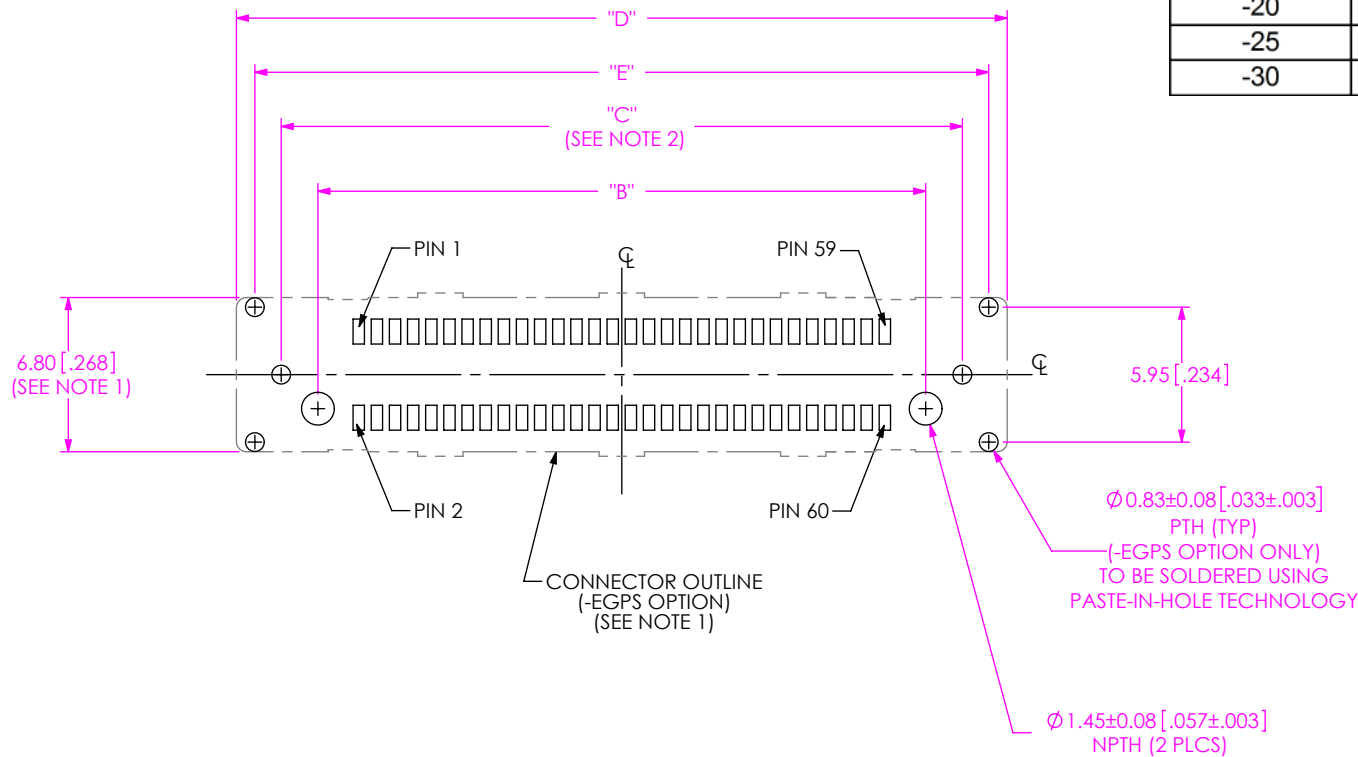 "D"
-20
-25
-30
"E"
"C"
(SEE NOTE 2)
"B"
PIN 1
PIN 59
℄
6.80 [.268]
(SEE NOTE 1)
℄
5.95 [.234]
PIN 2
PIN 60
Ø 0.83±0.08 [.033±.003]
PTH (TYP)
(-EGPS OPTION ONLY)
TO BE SOLDERED USING
PASTE-IN-HOLE TECHNOLOGY
CONNECTOR OUTLINE
(-EGPS OPTION)
(SEE NOTE 1)
Ø 1.45±0.08 [.057±.003]
NPTH (2 PLCS)